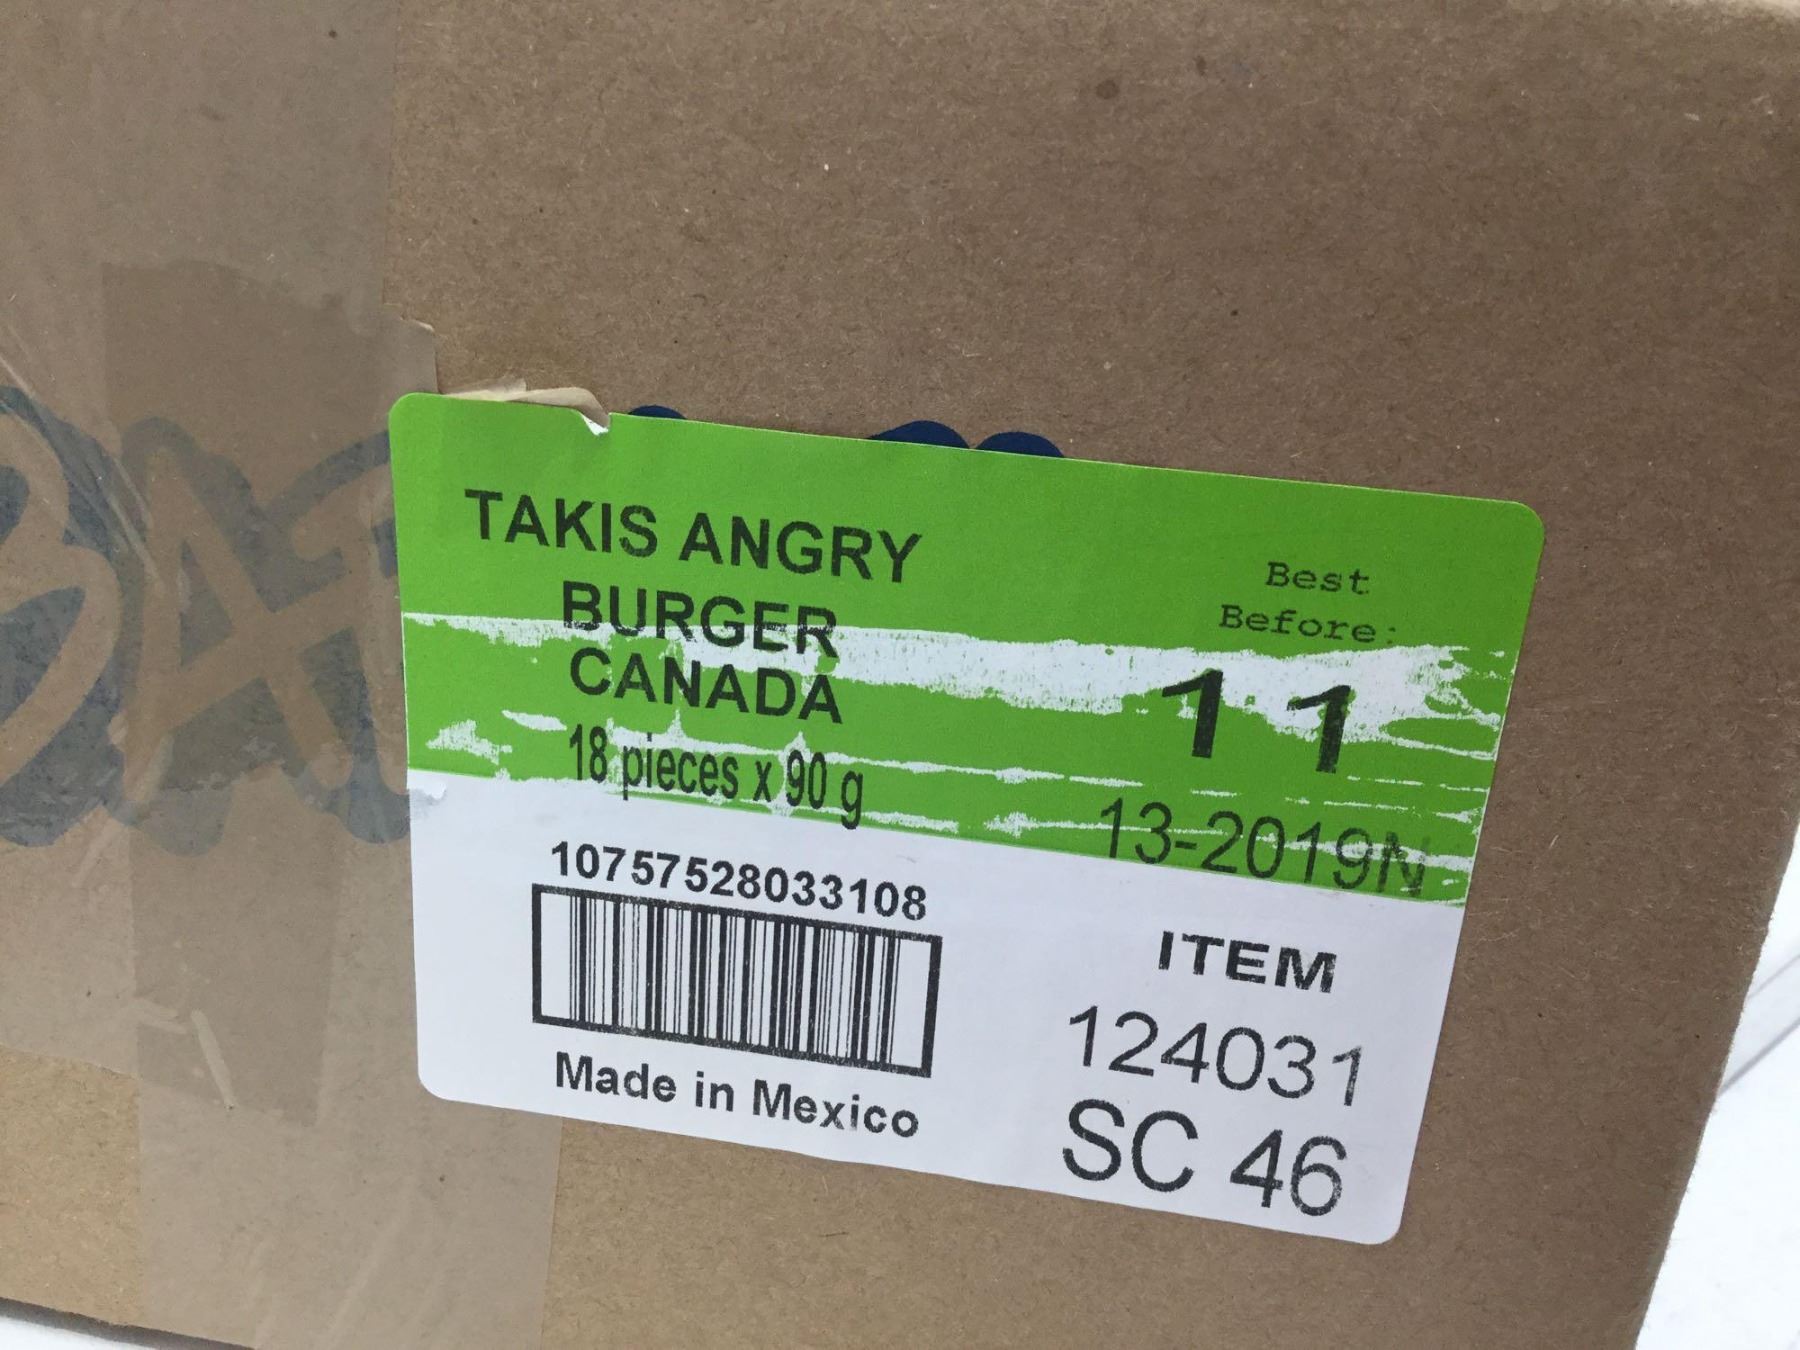 TAKIS ANGRY
BURGER
CANADA
18 pieces x 90 g
Best
Before:
11
13-2019N
10757528033108
Made in Mexico
ITEM
124031
SC 46